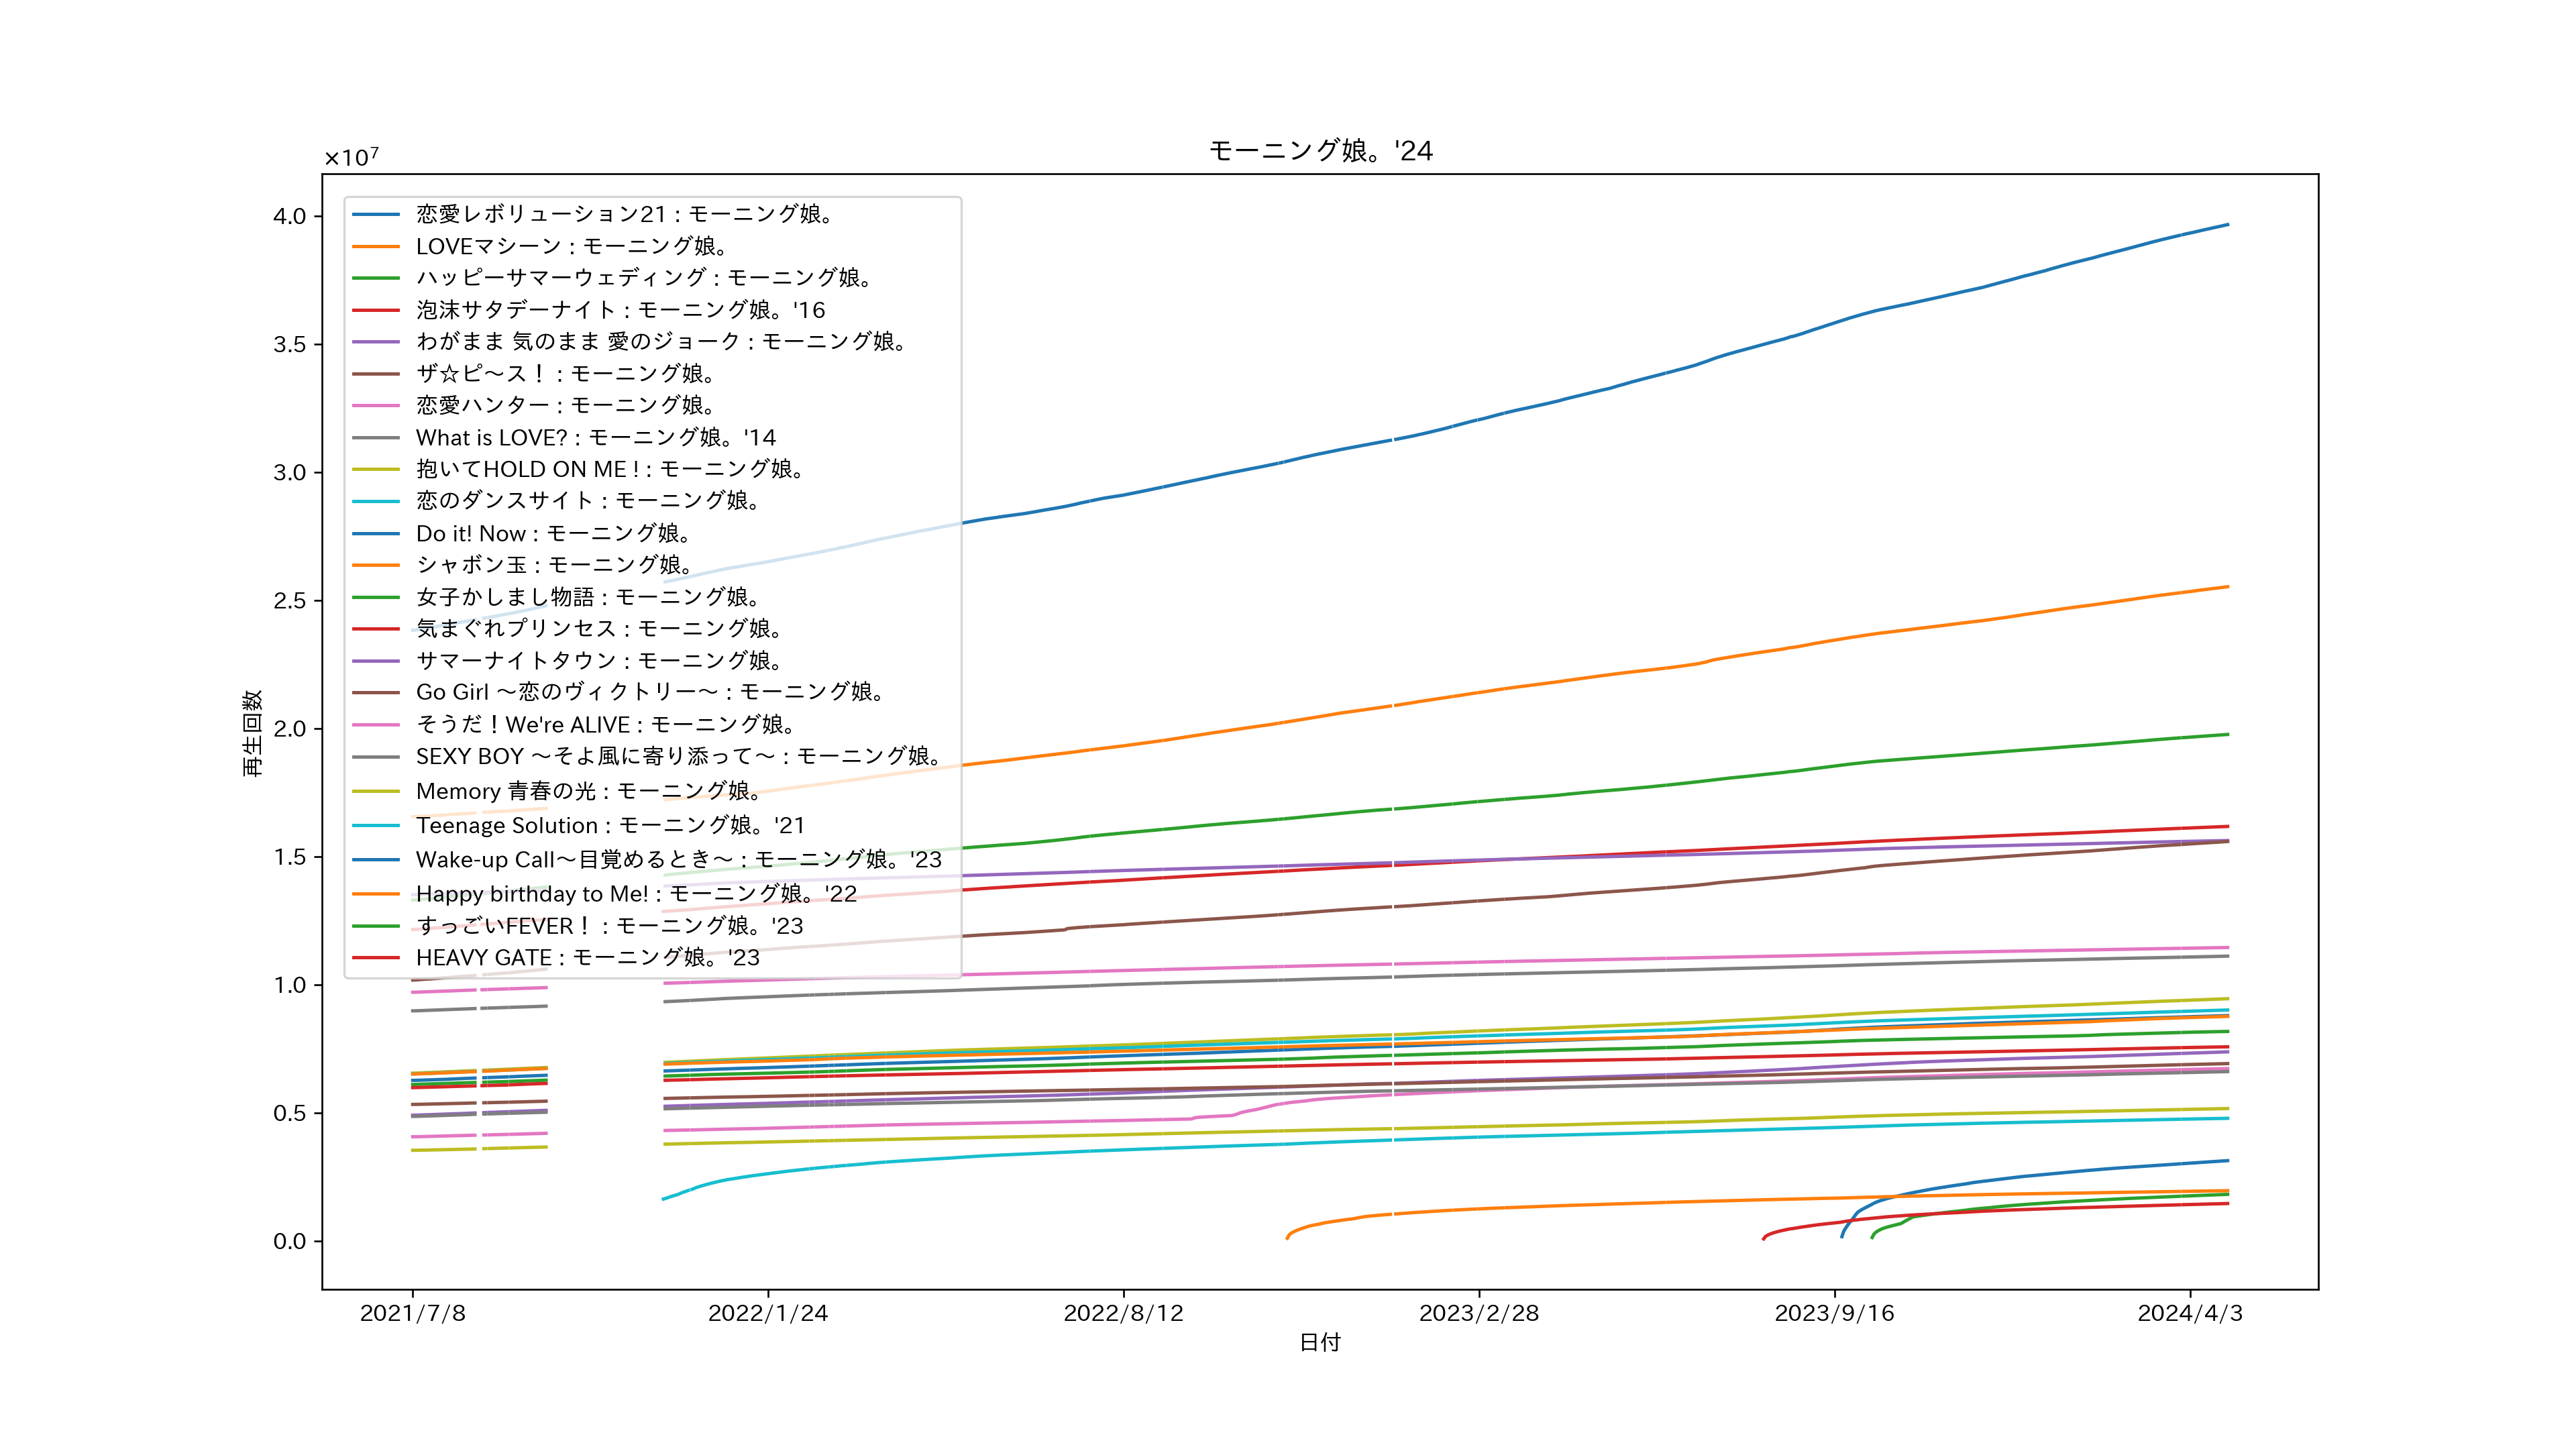 モーニング娘。'24
×10⁷
4.0
3.5
3.0
2.5
2.0
1.5
1.0
0.5
0.0
再生回数
恋愛レボリューション21 : モーニング娘。
LOVEマシーン : モーニング娘。
ハッピーサマーウェディング : モーニング娘。
泡沫サタデーナイト : モーニング娘。'16
わがまま 気のまま 愛のジョーク : モーニング娘。
ザ☆ピ〜ス！ : モーニング娘。
恋愛ハンター : モーニング娘。
What is LOVE? : モーニング娘。'14
抱いてHOLD ON ME ! : モーニング娘。
恋のダンスサイト : モーニング娘。
Do it! Now : モーニング娘。
シャボン玉 : モーニング娘。
女子かしまし物語 : モーニング娘。
気まぐれプリンセス : モーニング娘。
サマーナイトタウン : モーニング娘。
Go Girl 〜恋のヴィクトリー〜 : モーニング娘。
そうだ！We're ALIVE : モーニング娘。
SEXY BOY 〜そよ風に寄り添って〜 : モーニング娘。
Memory 青春の光 : モーニング娘。
Teenage Solution : モーニング娘。'21
Wake-up Call〜目覚めるとき〜 : モーニング娘。'23
Happy birthday to Me! : モーニング娘。'22
すっごいFEVER！ : モーニング娘。'23
HEAVY GATE : モーニング娘。'23
2021/7/8 2022/1/24 2022/8/12 2023/2/28 2023/9/16 2024/4/3
日付